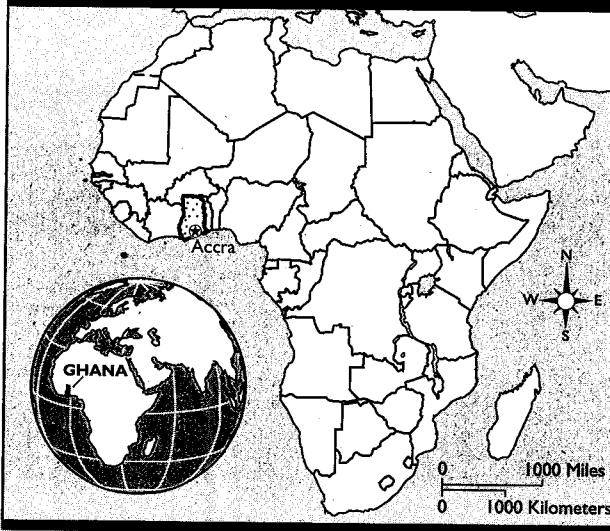 Accra
N
W E
S
GHANA
0 1000 Miles
0 1000 Kilometers